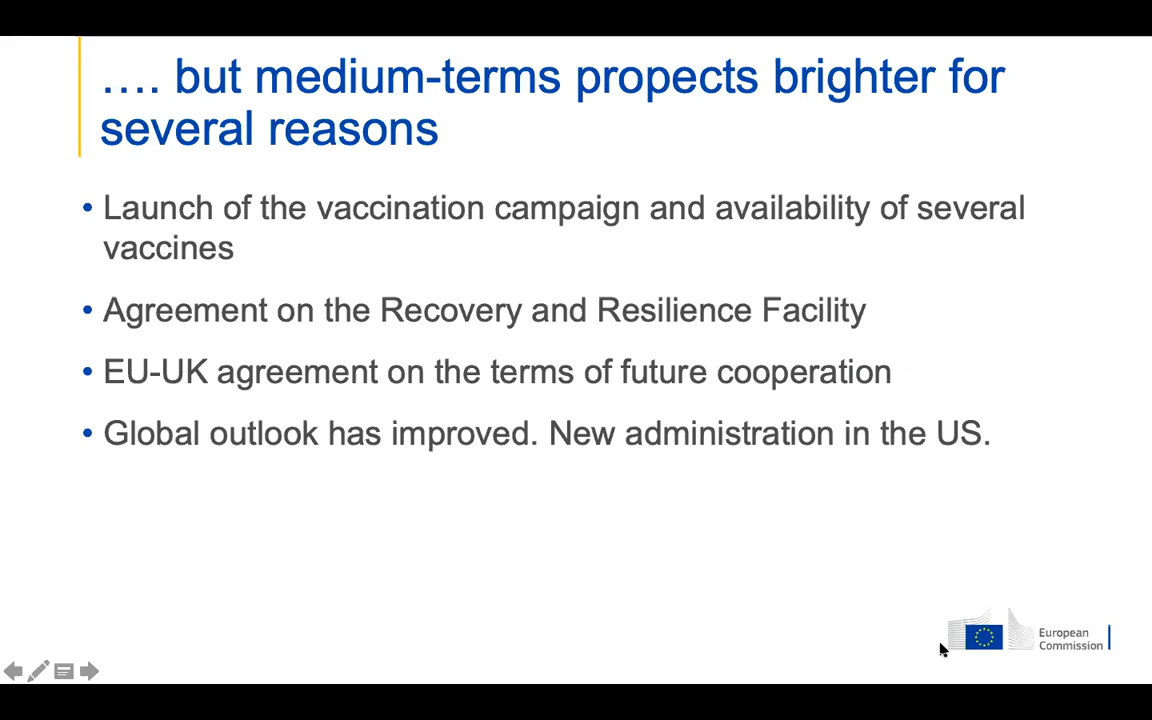 …. but medium-terms propects brighter for
several reasons
• Launch of the vaccination campaign and availability of several
vaccines
• Agreement on the Recovery and Resilience Facility
• EU-UK agreement on the terms of future cooperation
• Global outlook has improved. New administration in the US.
European
Commission